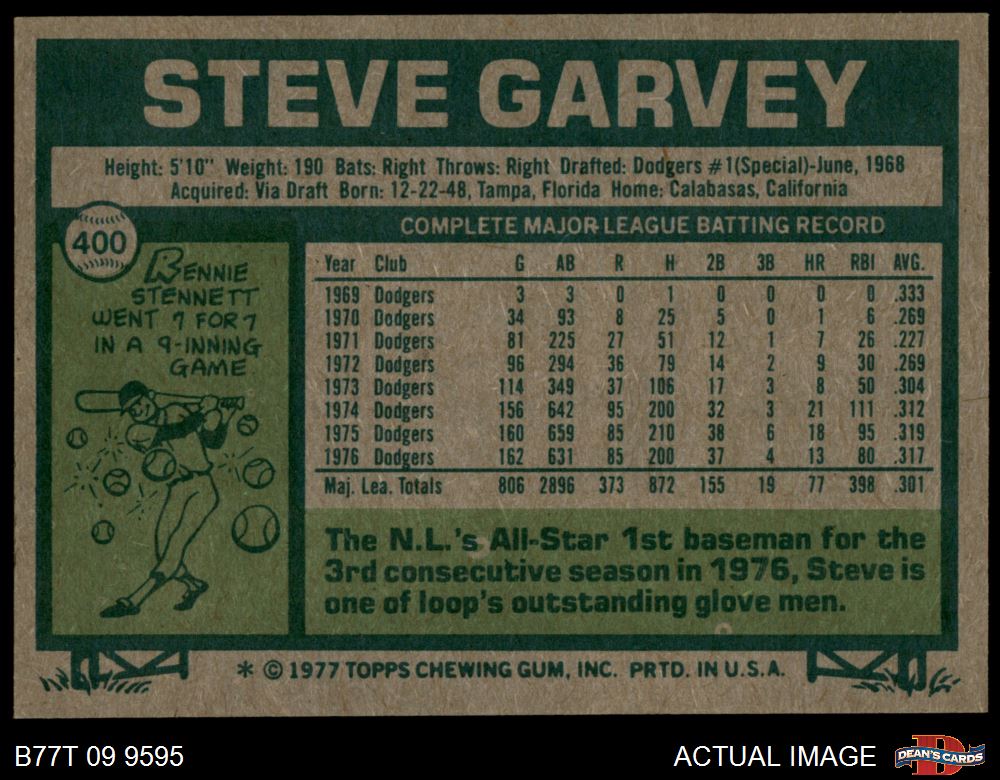 STEVE GARVEY
Height: 5'10" Weight: 190 Bats: Right Throws: Right Drafted: Dodgers #1(Special)-June, 1968
Acquired: Via Draft Born: 12-22-48, Tampa, Florida Home: Calabasas, California
400
RENNIE
STENNETT
WENT 7 FOR 7
IN A 9-INNING
GAME
COMPLETE MAJOR LEAGUE BATTING RECORD
Year Club G AB R H 2B 3B HR RBI AVG.
1969 Dodgers 3 3 0 1 0 0 0 0 .333
1970 Dodgers 34 93 8 25 5 0 1 6 .269
1971 Dodgers 81 225 27 51 12 1 7 26 .227
1972 Dodgers 96 294 36 79 14 2 9 30 .269
1973 Dodgers 114 349 37 106 17 3 8 50 .304
1974 Dodgers 156 642 95 200 32 3 21 111 .312
1975 Dodgers 160 659 85 210 38 6 18 95 .319
1976 Dodgers 162 631 85 200 37 4 13 80 .317
Maj. Lea. Totals 806 2896 373 872 155 19 77 398 .301
The N.L.'s All-Star 1st baseman for the
3rd consecutive season in 1976, Steve is
one of loop's outstanding glove men.
* © 1977 TOPPS CHEWING GUM, INC. PRTD. IN U.S.A.
B77T 09 9595
ACTUAL IMAGE
DEAN'S CARDS